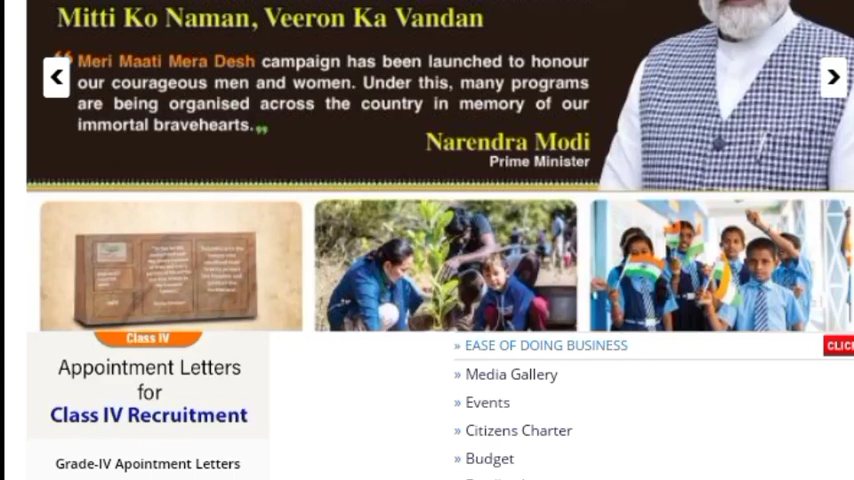 Mitti Ko Naman, Veeron Ka Vandan
“ Meri Maati Mera Desh campaign has been launched to honour
our courageous men and women. Under this, many programs
are being organised across the country in memory of our
immortal bravehearts.”
Narendra Modi
Prime Minister
Class IV
Appointment Letters
for
Class IV Recruitment
Grade-IV Apointment Letters
» EASE OF DOING BUSINESS
CLICK
» Media Gallery
» Events
» Citizens Charter
» Budget